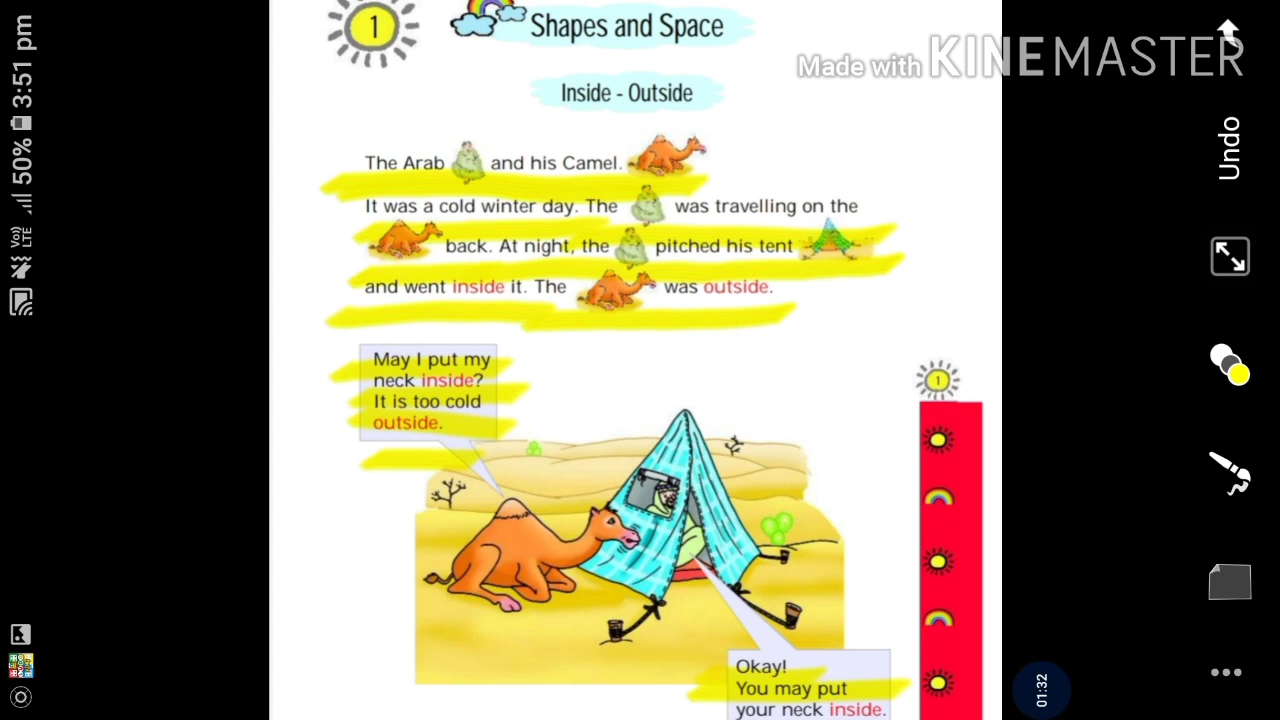 3:51 pm
50%
Vo))
LTE
Made with KINEMASTER
Undo
01:32
1
Shapes and Space
Inside - Outside
The Arab and his Camel.
It was a cold winter day. The was travelling on the
back. At night, the pitched his tent
and went inside it. The was outside.
May I put my
neck inside?
It is too cold
outside.
1
Okay!
You may put
your neck inside.